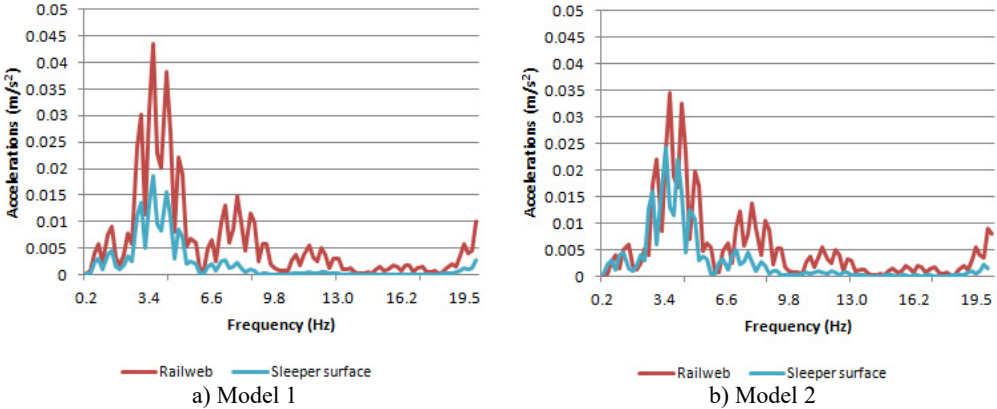 0.05
0.045
0.04
0.035
0.03
0.025
0.02
0.015
0.01
0.005
0
Accelerations (m/s²)
0.2 3.4 6.6 9.8 13.0 16.2 19.5
Frequency (Hz)
Railweb Sleeper surface
a) Model 1
0.05
0.045
0.04
0.035
0.03
0.025
0.02
0.015
0.01
0.005
0
Accelerations (m/s²)
0.2 3.4 6.6 9.8 13.0 16.2 19.5
Frequency (Hz)
Railweb Sleeper surface
b) Model 2